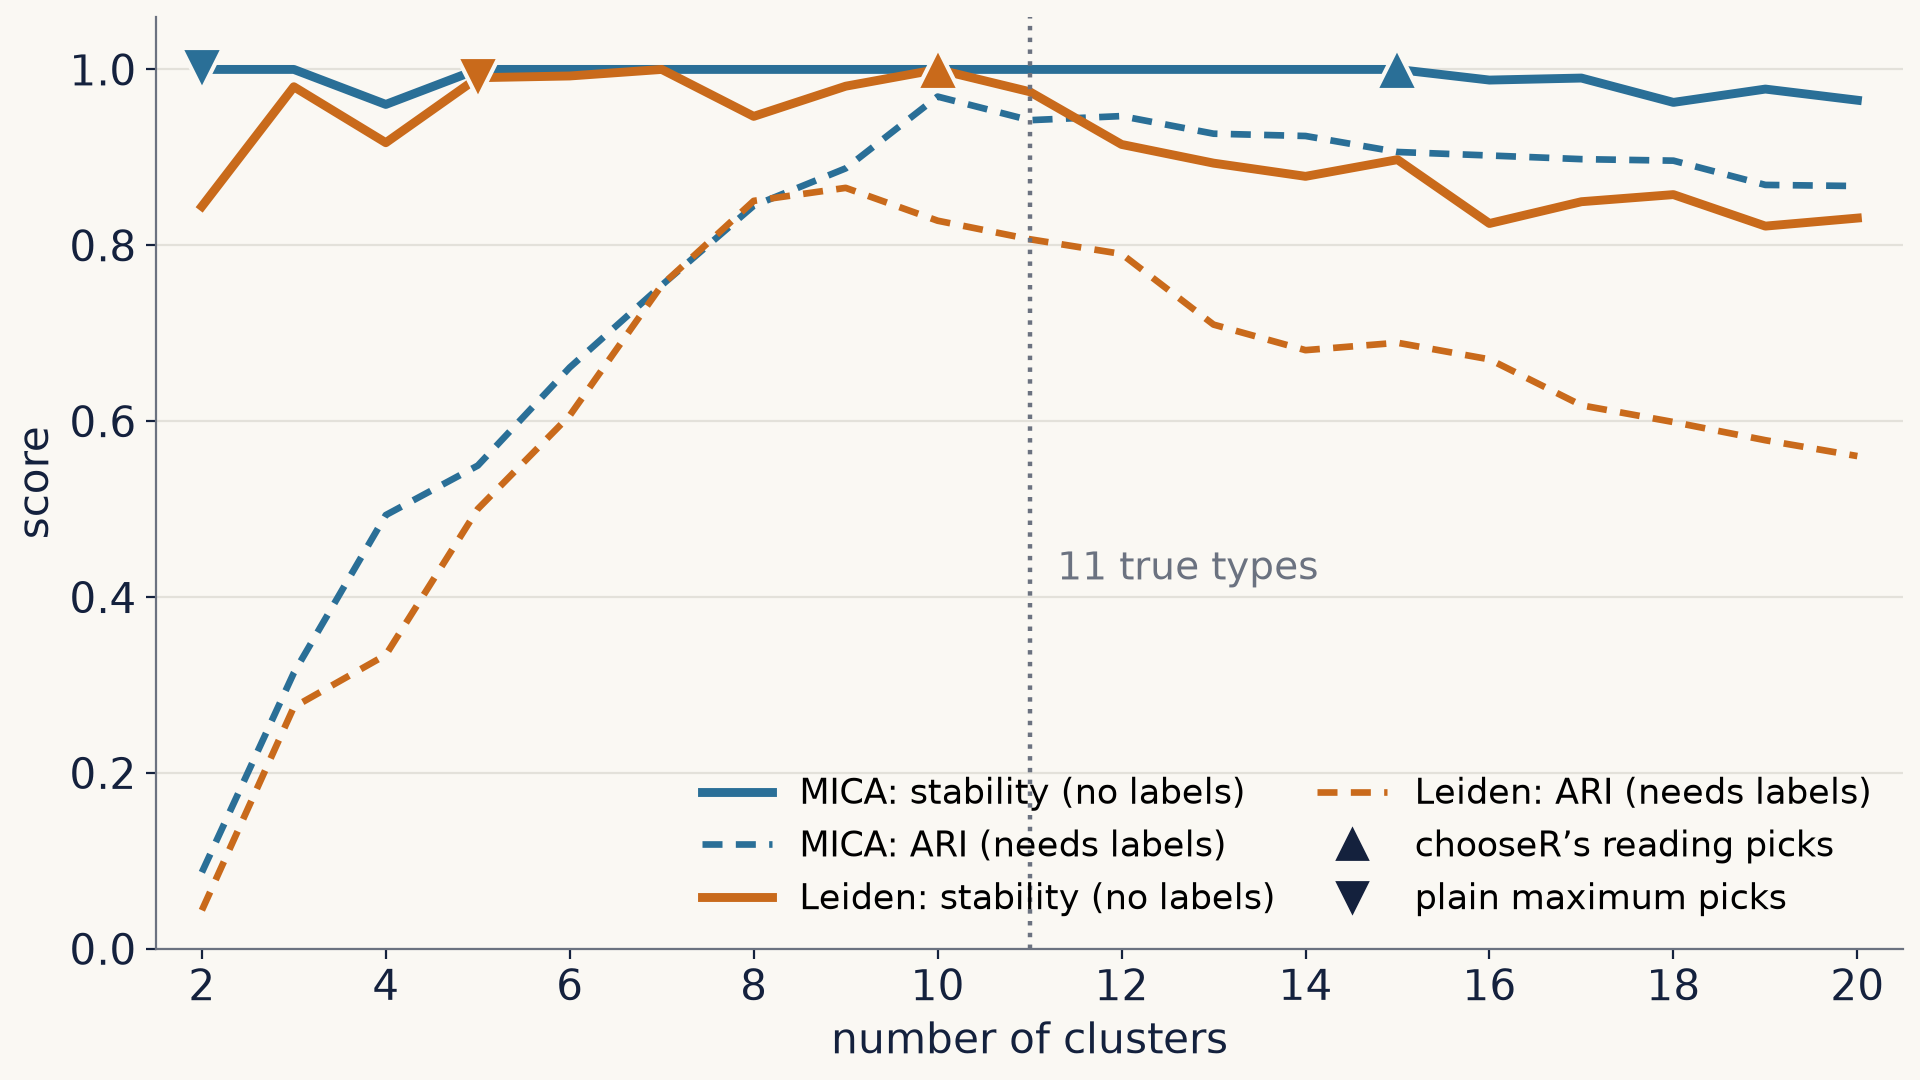 1.0
0.8
0.6
0.4
0.2
0.0
score
11 true types
MICA: stability (no labels)
MICA: ARI (needs labels)
Leiden: stability (no labels)
Leiden: ARI (needs labels)
chooseR’s reading picks
plain maximum picks
2 4 6 8 10 12 14 16 18 20
number of clusters